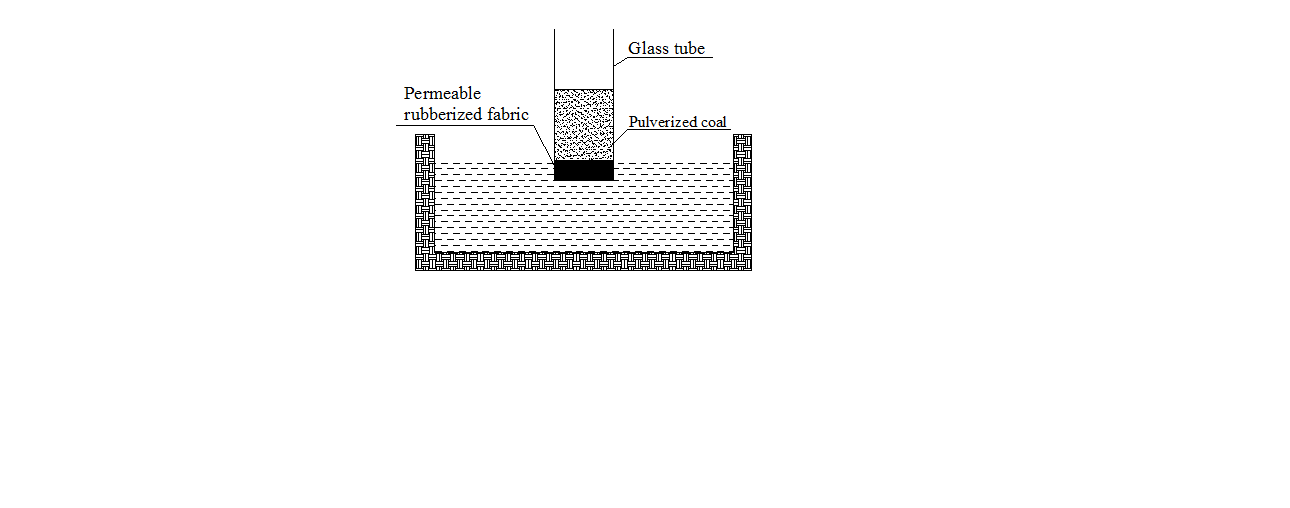 Glass tube
Permeable
rubberized fabric
Pulverized coal